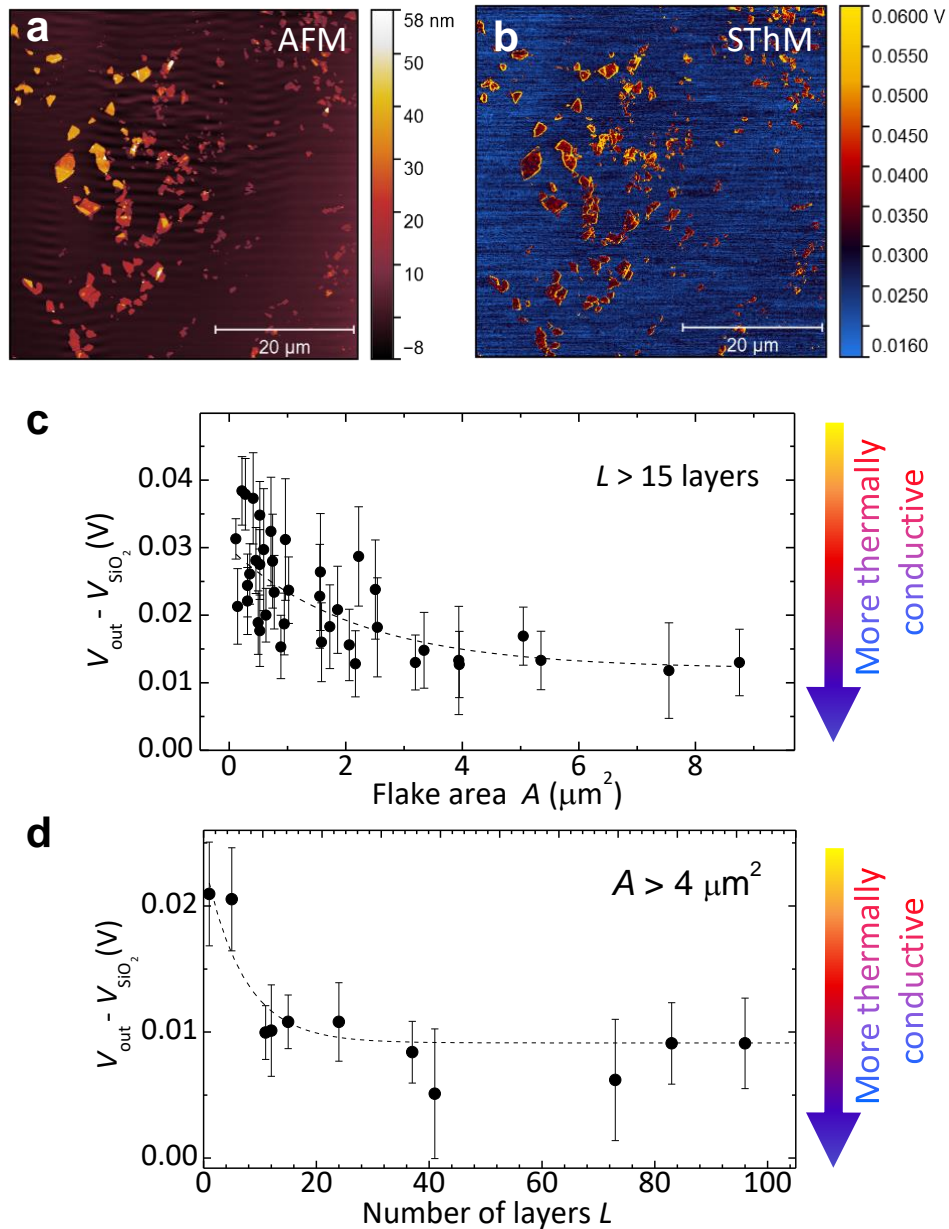 a
AFM
58 nm
50
40
30
20
10
−8
20 µm
b
SThM
0.0600 V
0.0550
0.0500
0.0450
0.0400
0.0350
0.0300
0.0250
0.0160
20 µm
c
L > 15 layers
0.04
0.03
0.02
0.01
0.00
V_out - V_SiO₂ (V)
0 2 4 6 8
Flake area A (µm²)
More thermally
conductive
d
A > 4 µm²
0.02
0.01
0.00
V_out - V_SiO₂ (V)
0 20 40 60 80 100
Number of layers L
More thermally
conductive